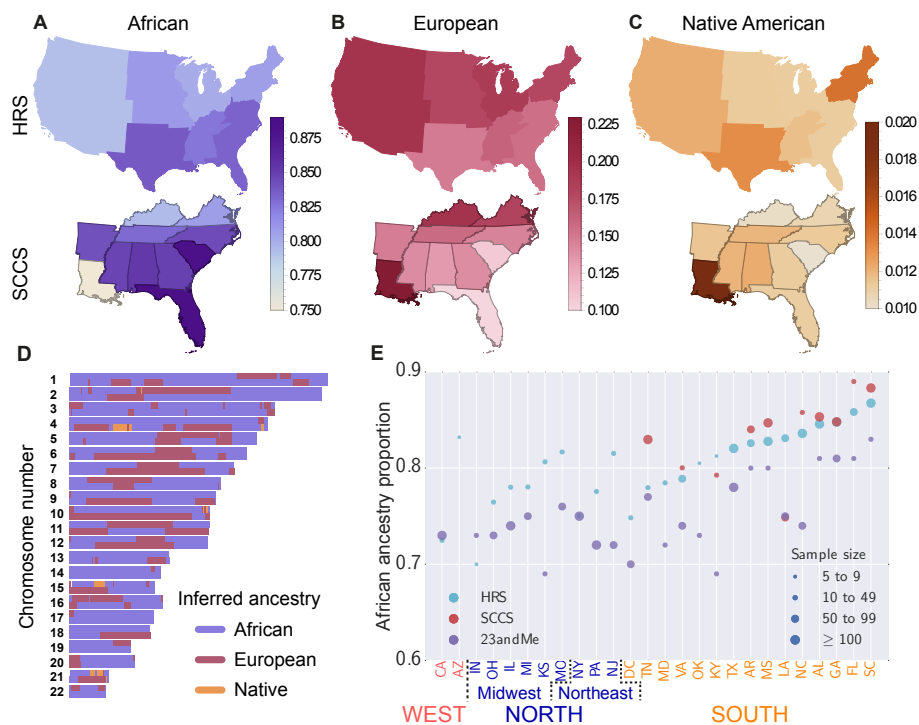 A African
B European
C Native American
HRS
SCCS
0.875
0.850
0.825
0.800
0.775
0.750
0.225
0.200
0.175
0.150
0.125
0.100
0.020
0.018
0.016
0.014
0.012
0.010
D
Chromosome number
1
2
3
4
5
6
7
8
9
10
11
12
13
14
15
16
17
18
19
20
21
22
Inferred ancestry
African
European
Native
E
African ancestry proportion
0.9
0.8
0.7
0.6
HRS
SCCS
23andMe
Sample size
5 to 9
10 to 49
50 to 99
≥ 100
CA AZ IN OH IL MI KS MO NY PA NJ DC TN MD VA OK KY TX AR MS LA NC AL GA FL SC
Midwest Northeast
WEST NORTH SOUTH